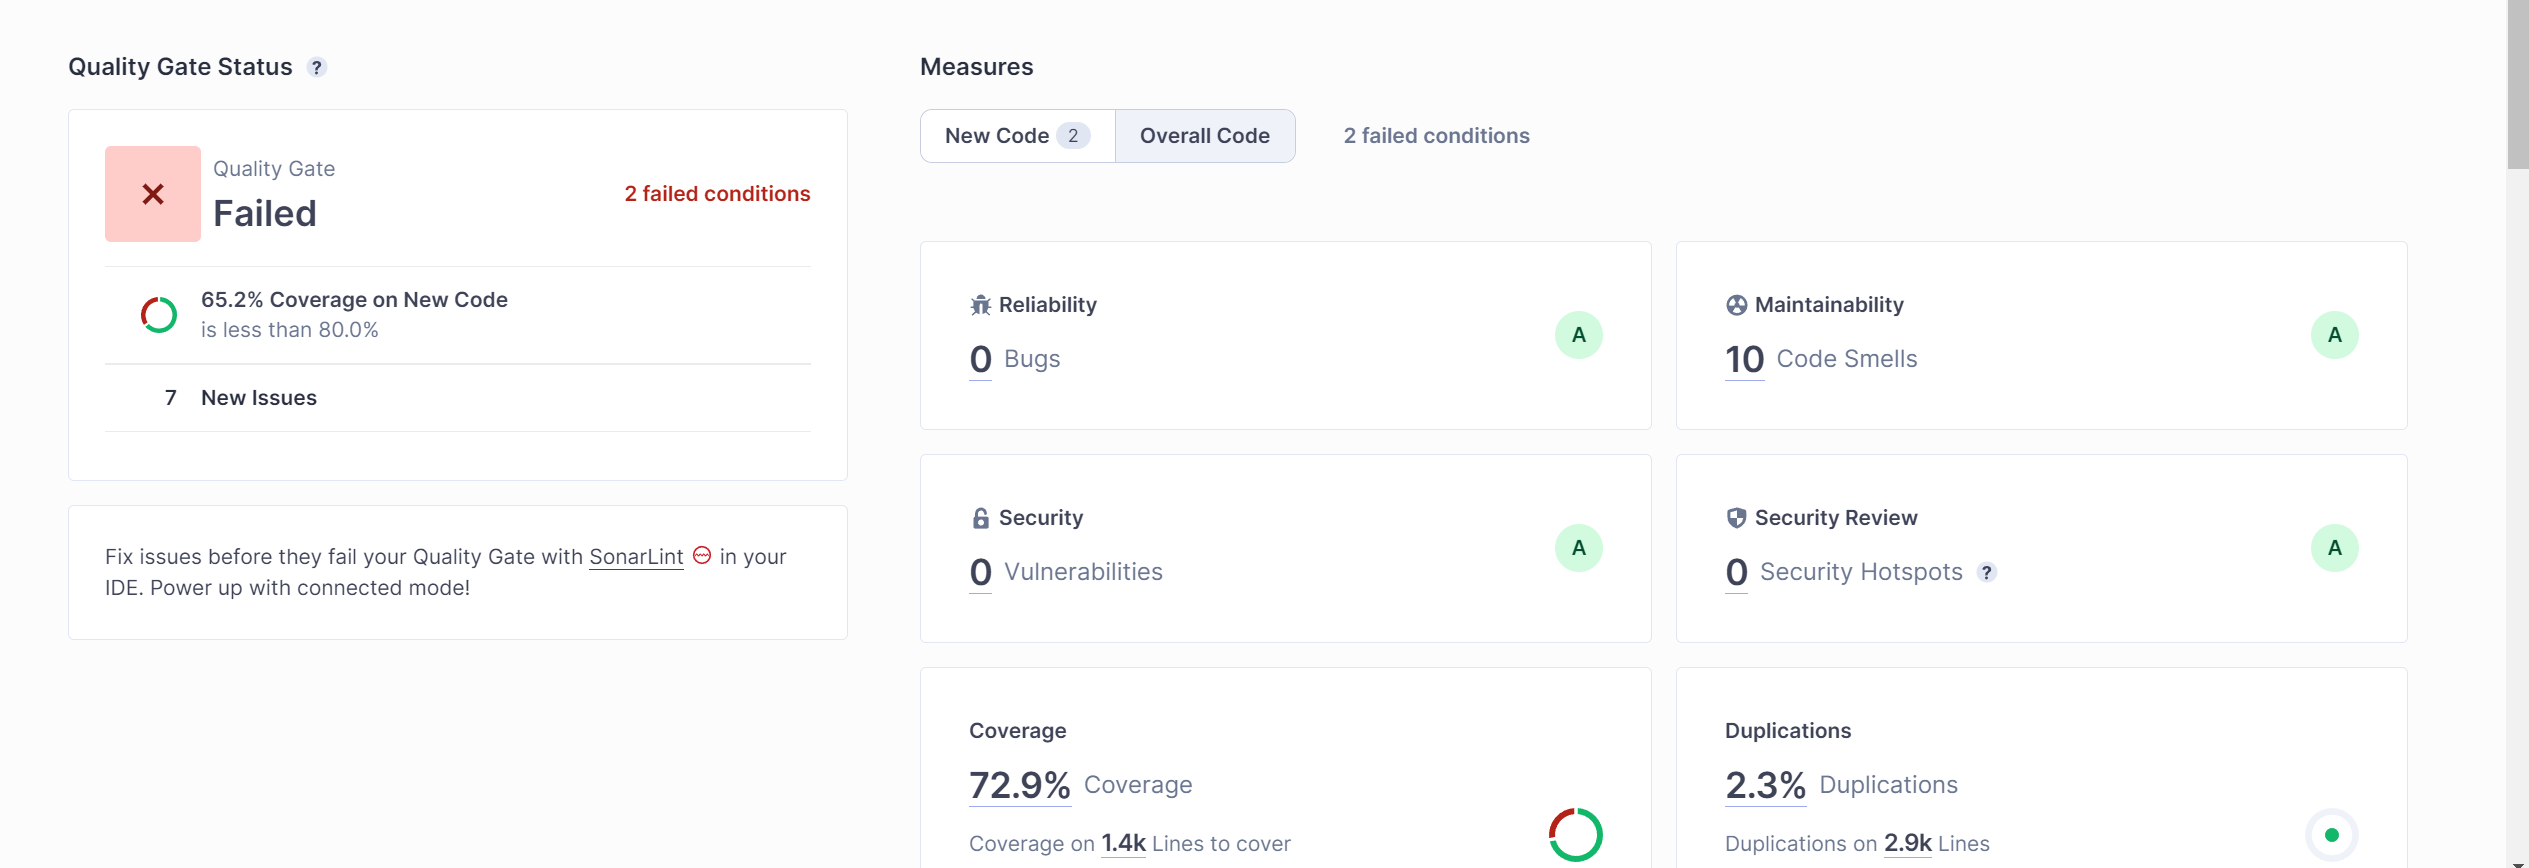 Quality Gate Status ?
Quality Gate
Failed
2 failed conditions
65.2% Coverage on New Code
is less than 80.0%
7 New Issues
Fix issues before they fail your Quality Gate with SonarLint in your
IDE. Power up with connected mode!
Measures
New Code 2
Overall Code
2 failed conditions
Reliability
0 Bugs
A
Maintainability
10 Code Smells
A
Security
0 Vulnerabilities
A
Security Review
0 Security Hotspots ?
A
Coverage
72.9% Coverage
Coverage on 1.4k Lines to cover
Duplications
2.3% Duplications
Duplications on 2.9k Lines